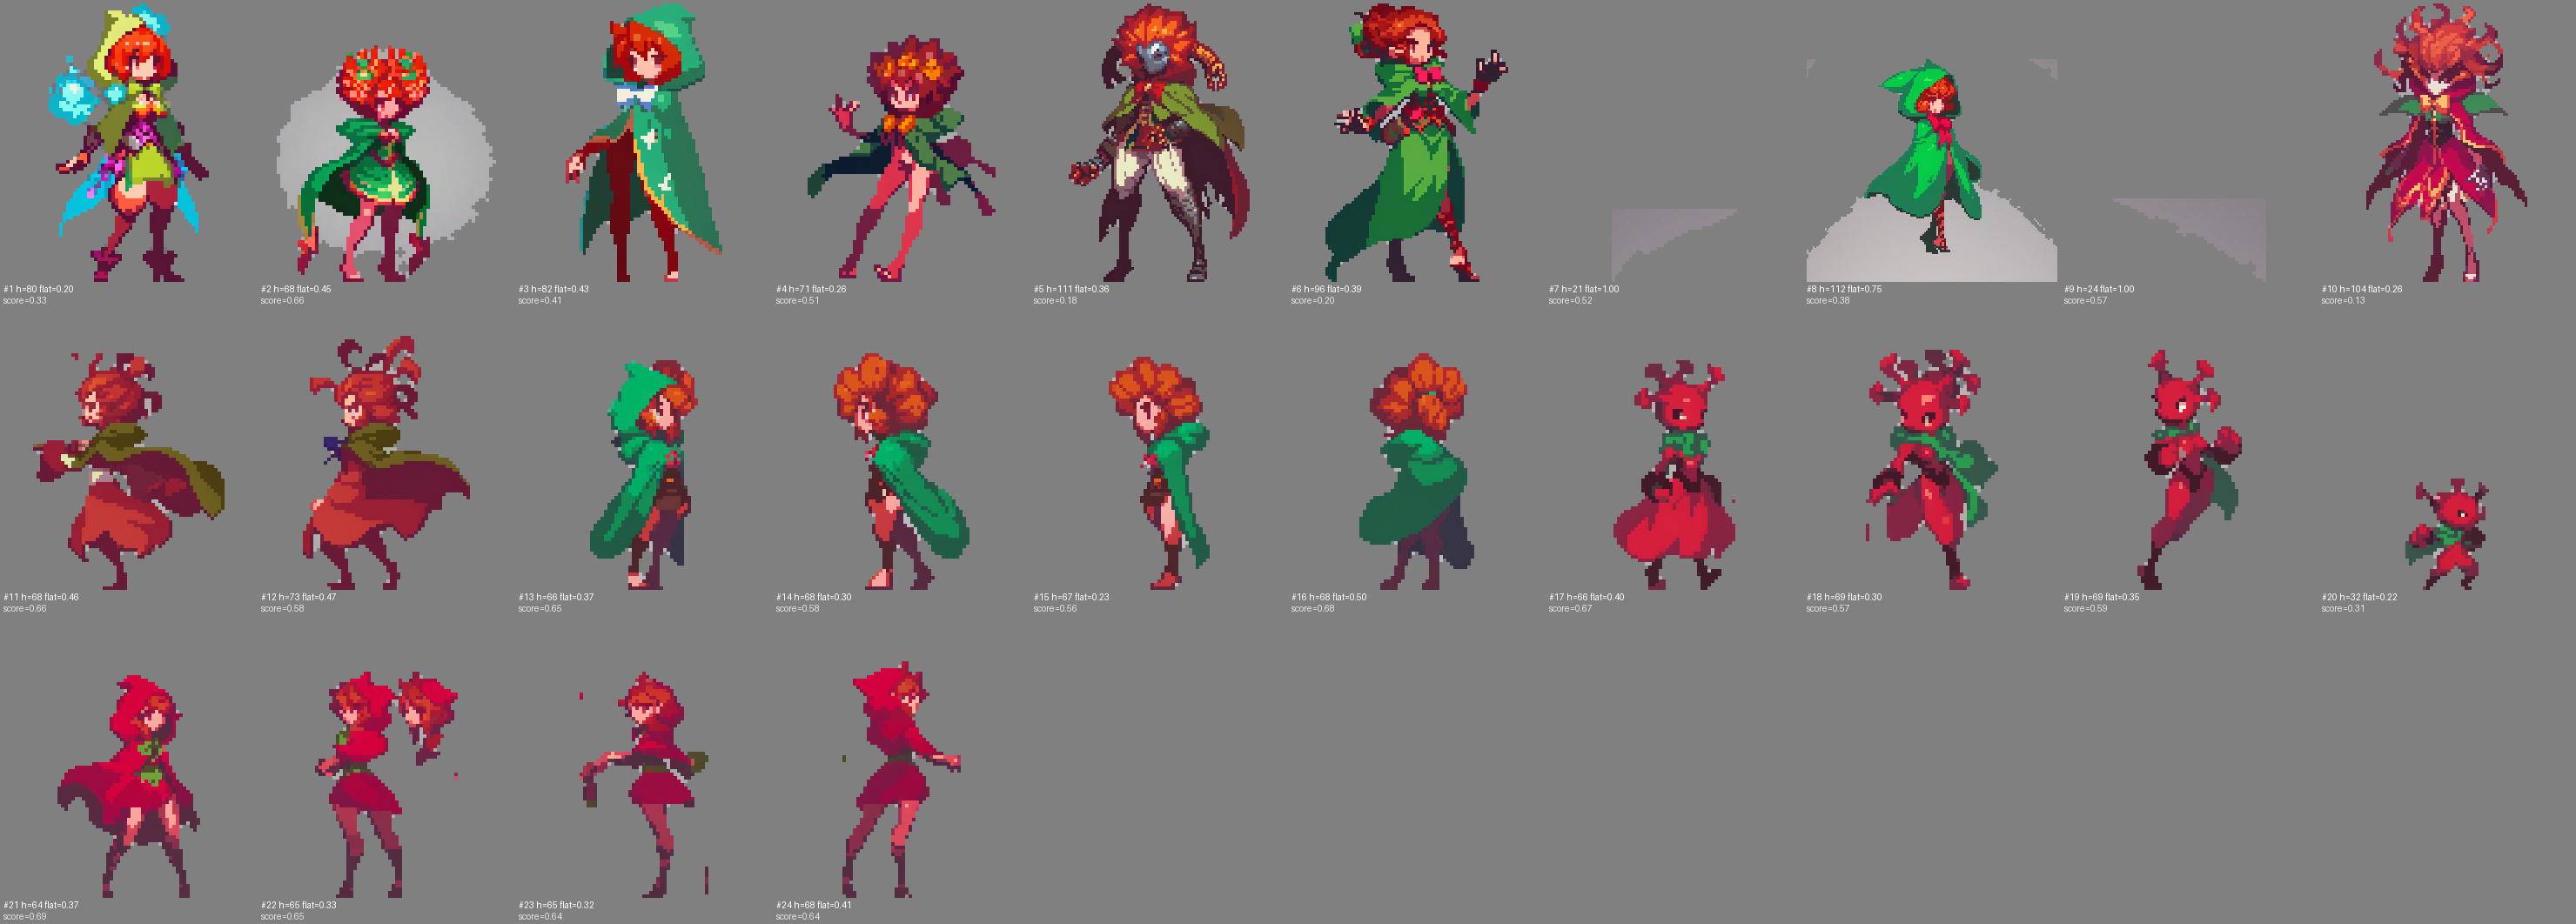 #1 h=80 flat=0.20
score=0.33
#2 h=68 flat=0.45
score=0.66
#3 h=82 flat=0.43
score=0.41
#4 h=71 flat=0.26
score=0.51
#5 h=111 flat=0.36
score=0.18
#6 h=96 flat=0.39
score=0.20
#7 h=21 flat=1.00
score=0.52
#8 h=112 flat=0.75
score=0.38
#9 h=24 flat=1.00
score=0.57
#10 h=104 flat=0.26
score=0.13
#11 h=68 flat=0.46
score=0.66
#12 h=73 flat=0.47
score=0.58
#13 h=66 flat=0.37
score=0.65
#14 h=68 flat=0.30
score=0.58
#15 h=67 flat=0.23
score=0.56
#16 h=68 flat=0.50
score=0.68
#17 h=66 flat=0.40
score=0.67
#18 h=69 flat=0.30
score=0.57
#19 h=69 flat=0.35
score=0.59
#20 h=32 flat=0.22
score=0.31
#21 h=64 flat=0.37
score=0.69
#22 h=65 flat=0.33
score=0.65
#23 h=65 flat=0.32
score=0.64
#24 h=68 flat=0.41
score=0.64